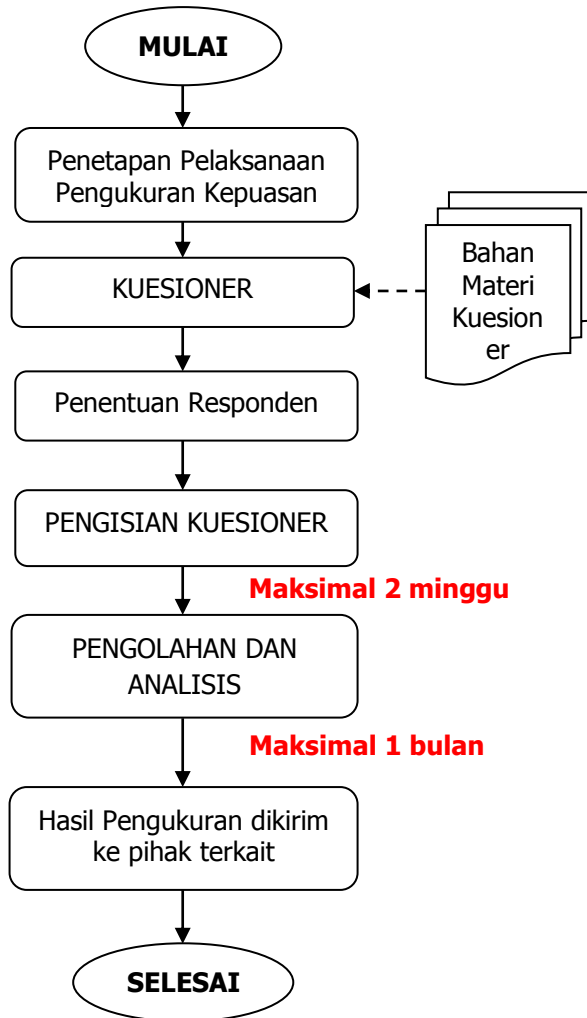 MULAI
Penetapan Pelaksanaan
Pengukuran Kepuasan
KUESIONER
Bahan
Materi
Kuesion
er
Penentuan Responden
PENGISIAN KUESIONER
Maksimal 2 minggu
PENGOLAHAN DAN
ANALISIS
Maksimal 1 bulan
Hasil Pengukuran dikirim
ke pihak terkait
SELESAI